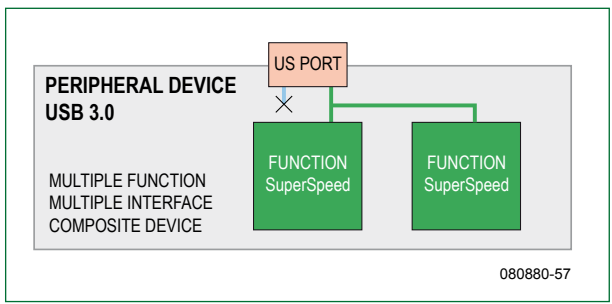 US PORT
PERIPHERAL DEVICE
USB 3.0
FUNCTION
SuperSpeed
FUNCTION
SuperSpeed
MULTIPLE FUNCTION
MULTIPLE INTERFACE
COMPOSITE DEVICE
080880-57